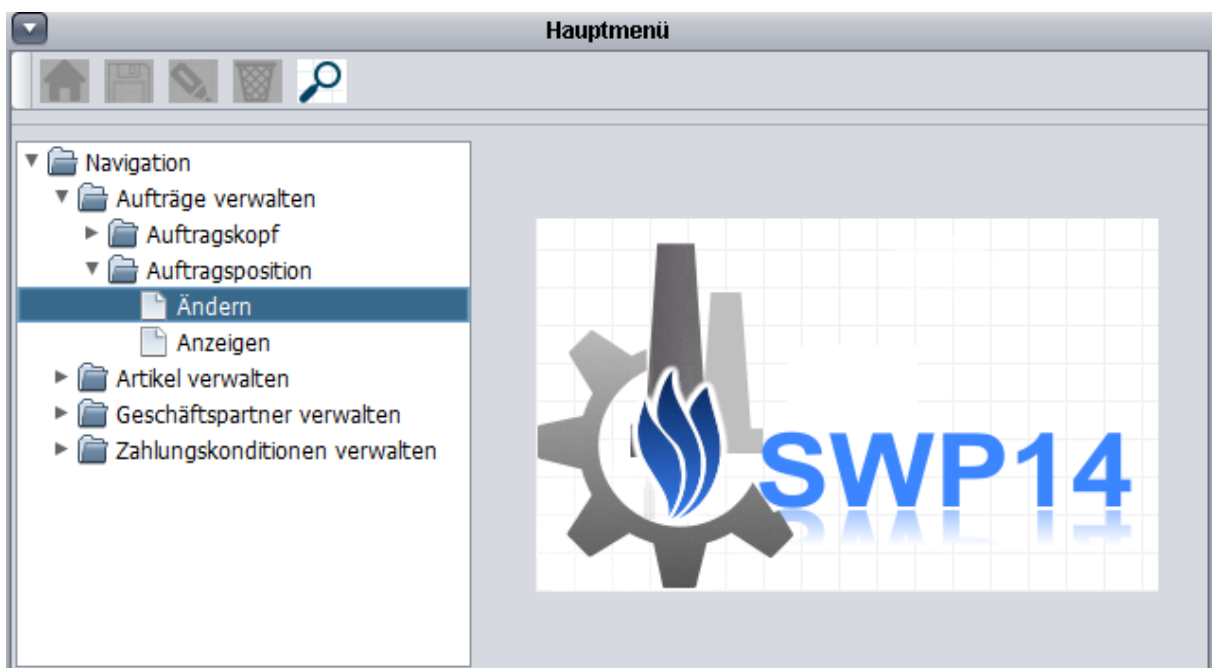 Hauptmenü
Navigation
Aufträge verwalten
Auftragskopf
Auftragsposition
Ändern
Anzeigen
Artikel verwalten
Geschäftspartner verwalten
Zahlungskonditionen verwalten
SWP14